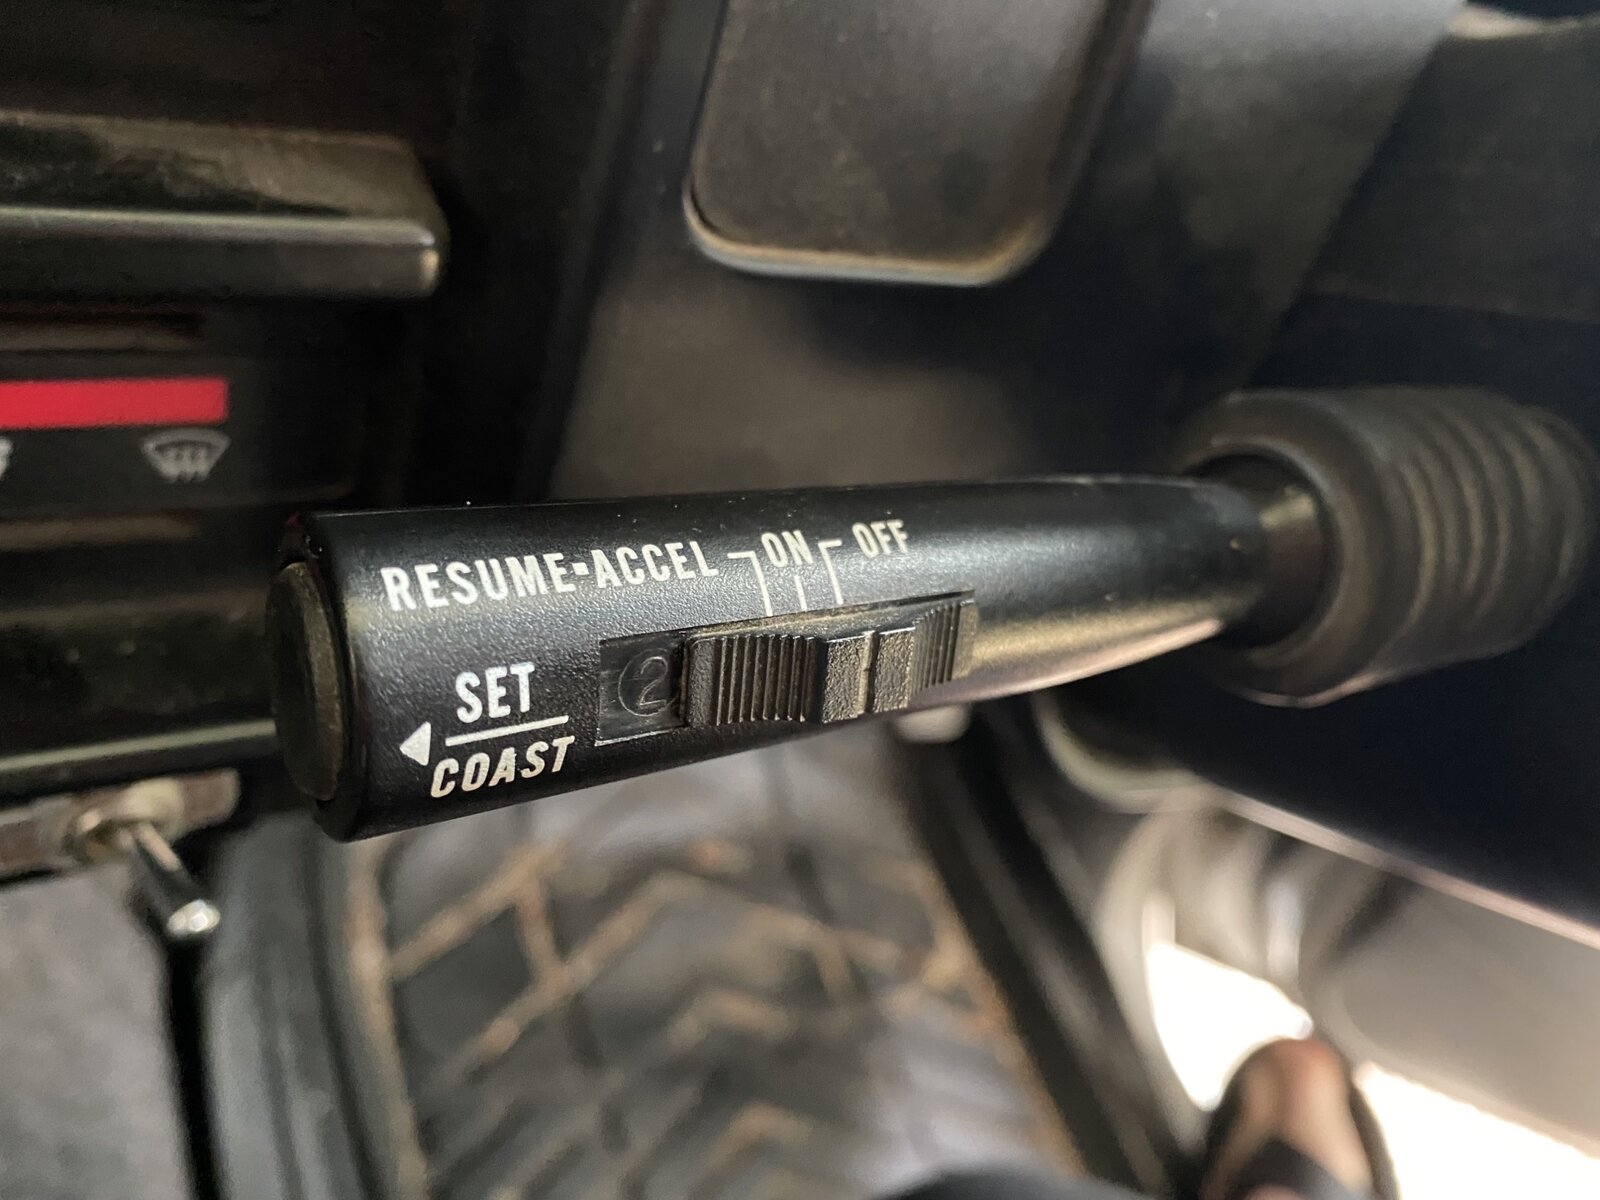 RESUME▪ACCEL ON OFF
SET
COAST
2